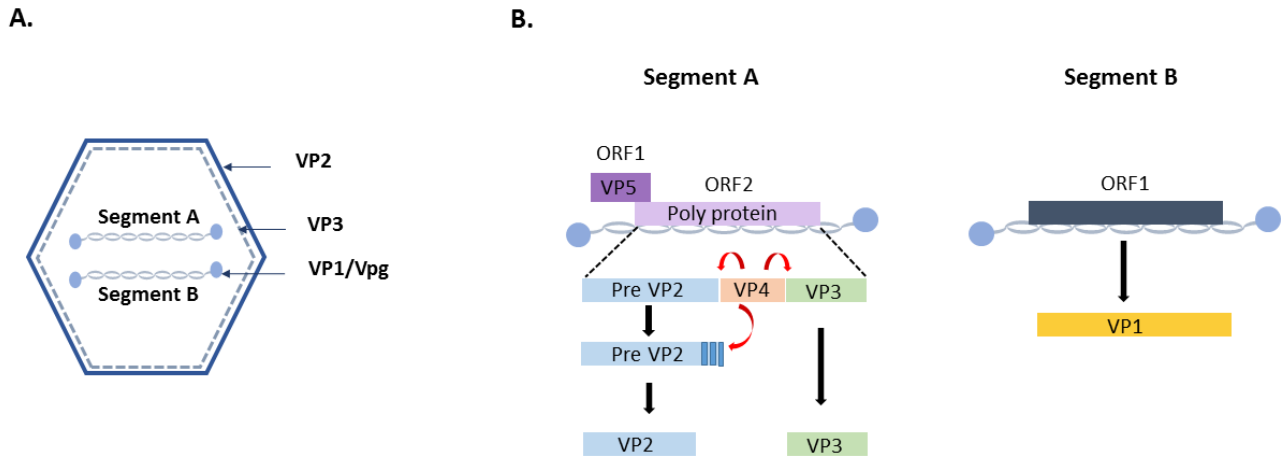 A.
VP2
Segment A
VP3
VP1/Vpg
Segment B
B.
Segment A
ORF1
VP5
ORF2
Poly protein
Pre VP2
VP4
VP3
Pre VP2
VP2
VP3
Segment B
ORF1
VP1